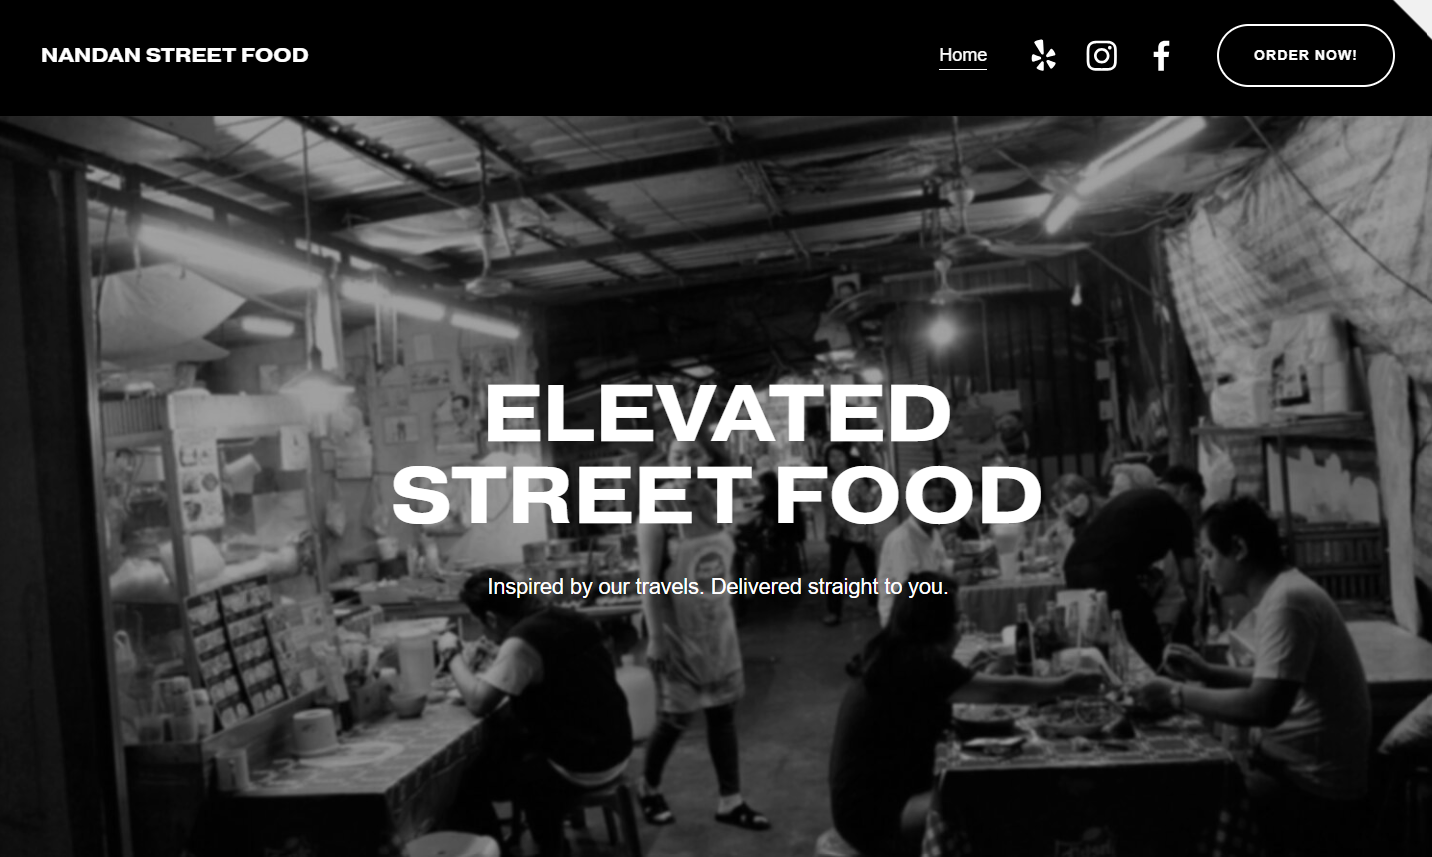 NANDAN STREET FOOD
Home
ORDER NOW!
ELEVATED
STREET FOOD
Inspired by our travels. Delivered straight to you.